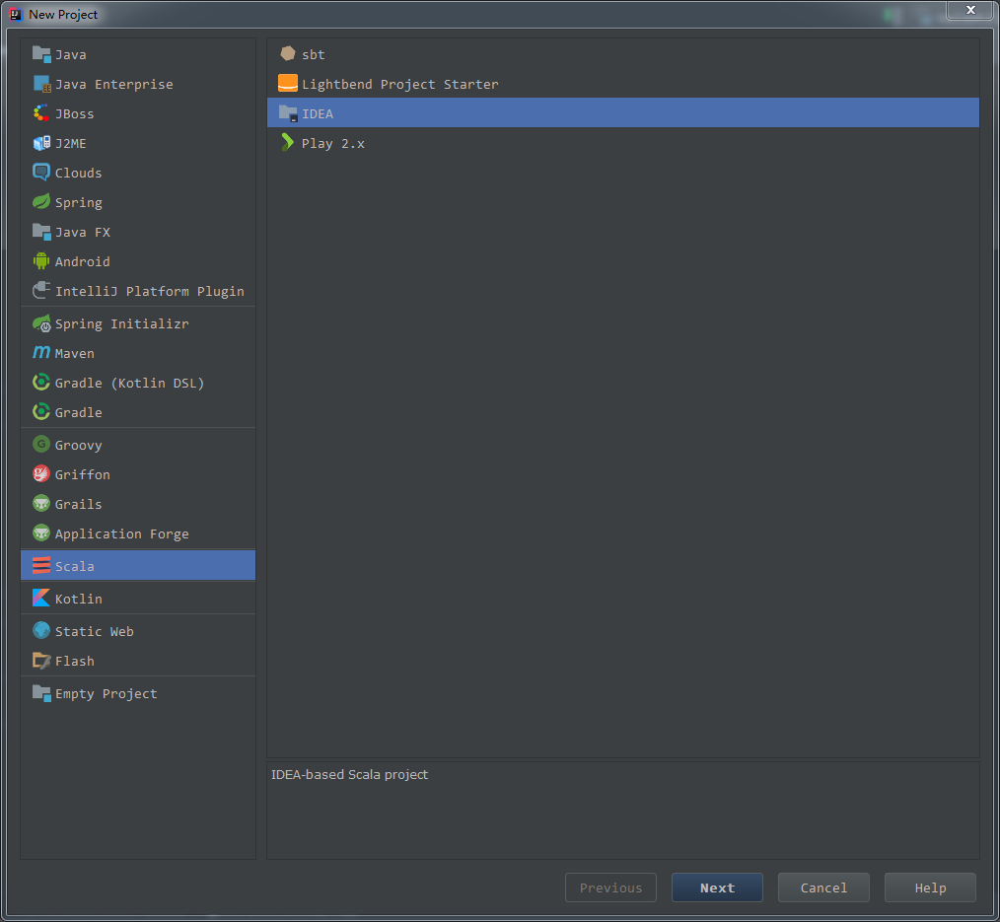 New Project
Java
Java Enterprise
JBoss
J2ME
Clouds
Spring
Java FX
Android
IntelliJ Platform Plugin
Spring Initializr
Maven
Gradle (Kotlin DSL)
Gradle
Groovy
Griffon
Grails
Application Forge
Scala
Kotlin
Static Web
Flash
Empty Project
sbt
Lightbend Project Starter
IDEA
Play 2.x
IDEA-based Scala project
Previous
Next
Cancel
Help